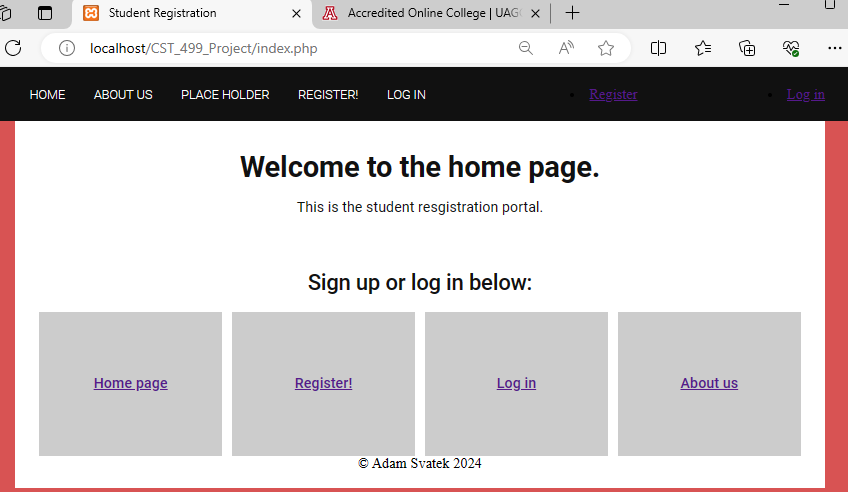 Student Registration
Accredited Online College | UAG
localhost/CST_499_Project/index.php
HOME ABOUT US PLACE HOLDER REGISTER! LOG IN Register Log in
Welcome to the home page.
This is the student resgistration portal.
Sign up or log in below:
Home page Register! Log in About us
© Adam Svatek 2024